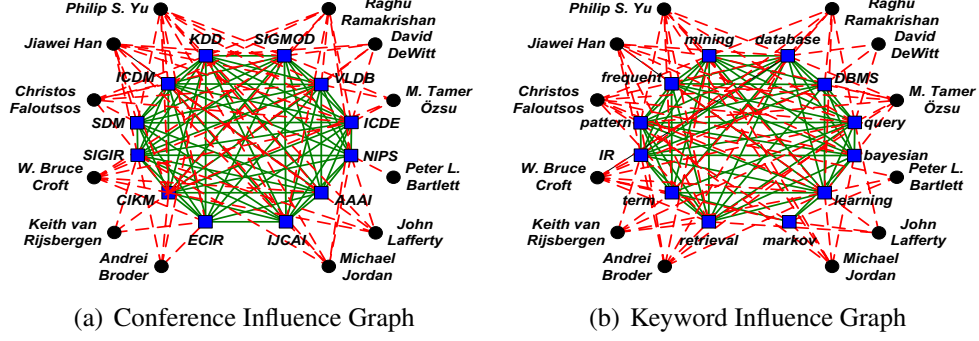 Philip S. Yu
Raghu
Ramakrishan
Jiawei Han
KDD
SIGMOD
David
DeWitt
ICDM
VLDB
Christos
Faloutsos
M. Tamer
Özsu
SDM
ICDE
SIGIR
NIPS
W. Bruce
Croft
Peter L.
Bartlett
CIKM
AAAI
Keith van
Rijsbergen
ECIR
IJCAI
John
Lafferty
Andrei
Broder
Michael
Jordan
(a) Conference Influence Graph
Philip S. Yu
Raghu
Ramakrishan
Jiawei Han
mining
database
David
DeWitt
frequent
DBMS
Christos
Faloutsos
M. Tamer
Özsu
pattern
query
IR
bayesian
W. Bruce
Croft
Peter L.
Bartlett
term
learning
Keith van
Rijsbergen
retrieval
markov
John
Lafferty
Andrei
Broder
Michael
Jordan
(b) Keyword Influence Graph